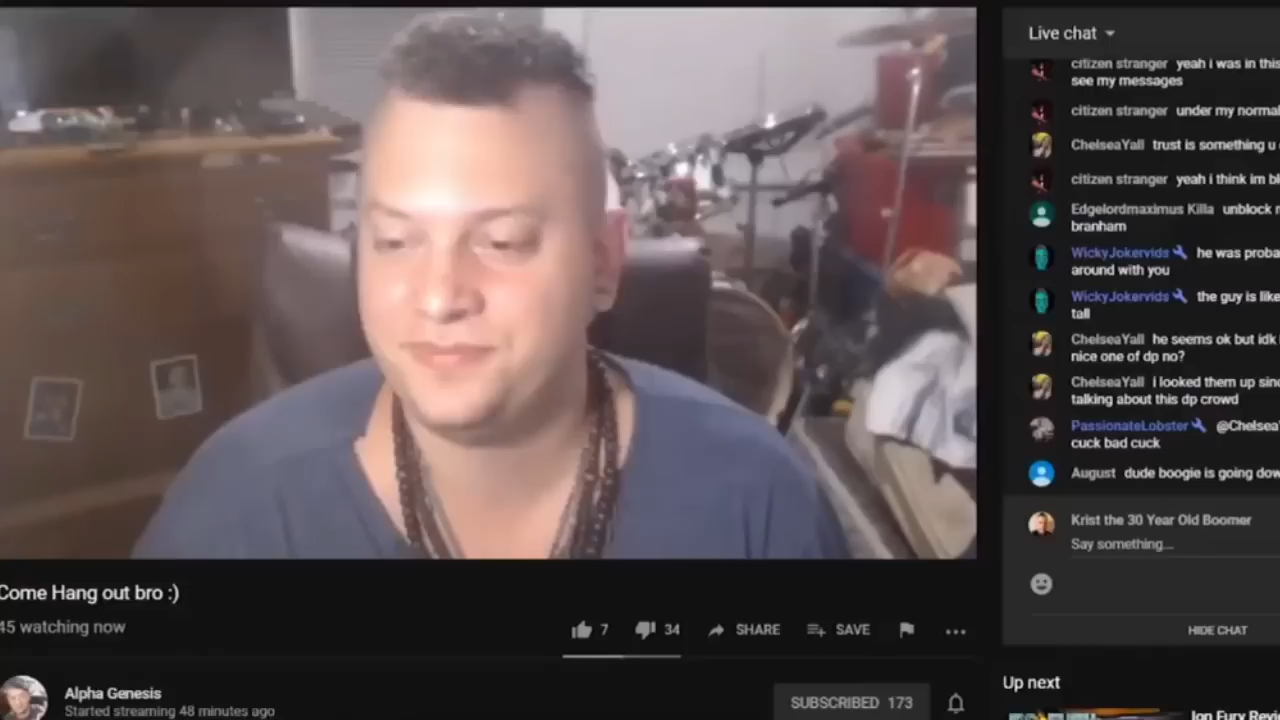 Live chat
citizen stranger yeah i was in this
see my messages
citizen stranger under my normal
ChelseaYall trust is something u
citizen stranger yeah i think im bl
Edgelordmaximus Killa unblock
branham
WickyJokervids he was proba
around with you
WickyJokervids the guy is like
tall
ChelseaYall he seems ok but idk
nice one of dp no?
ChelseaYall i looked them up sinc
talking about this dp crowd
PassionateLobster @Chelsea
cuck bad cuck
August dude boogie is going dow
Krist the 30 Year Old Boomer
Say something...
HIDE CHAT
Come Hang out bro :)
45 watching now
7 34 SHARE SAVE
Alpha Genesis
Started streaming 48 minutes ago
SUBSCRIBED 173
Up next
Ion Fury Revi